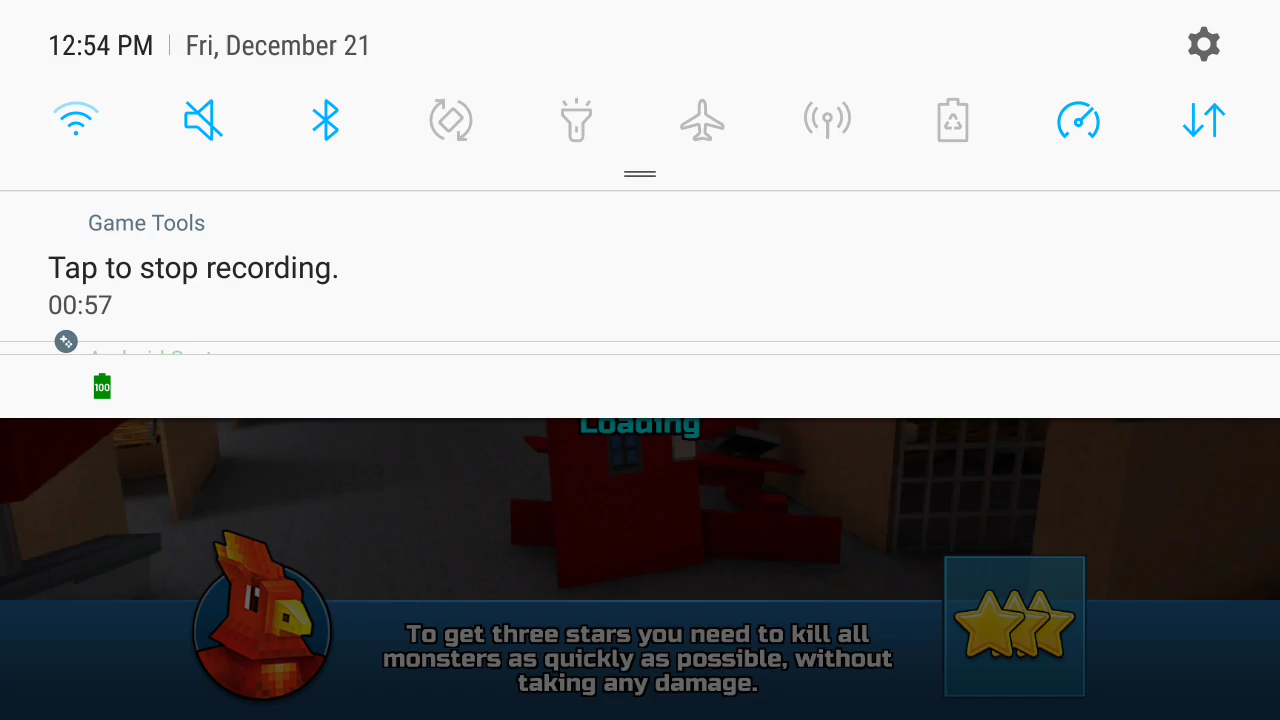 12:54 PM Fri, December 21
Game Tools
Tap to stop recording.
00:57
100
Loading
To get three stars you need to kill all
monsters as quickly as possible, without
taking any damage.